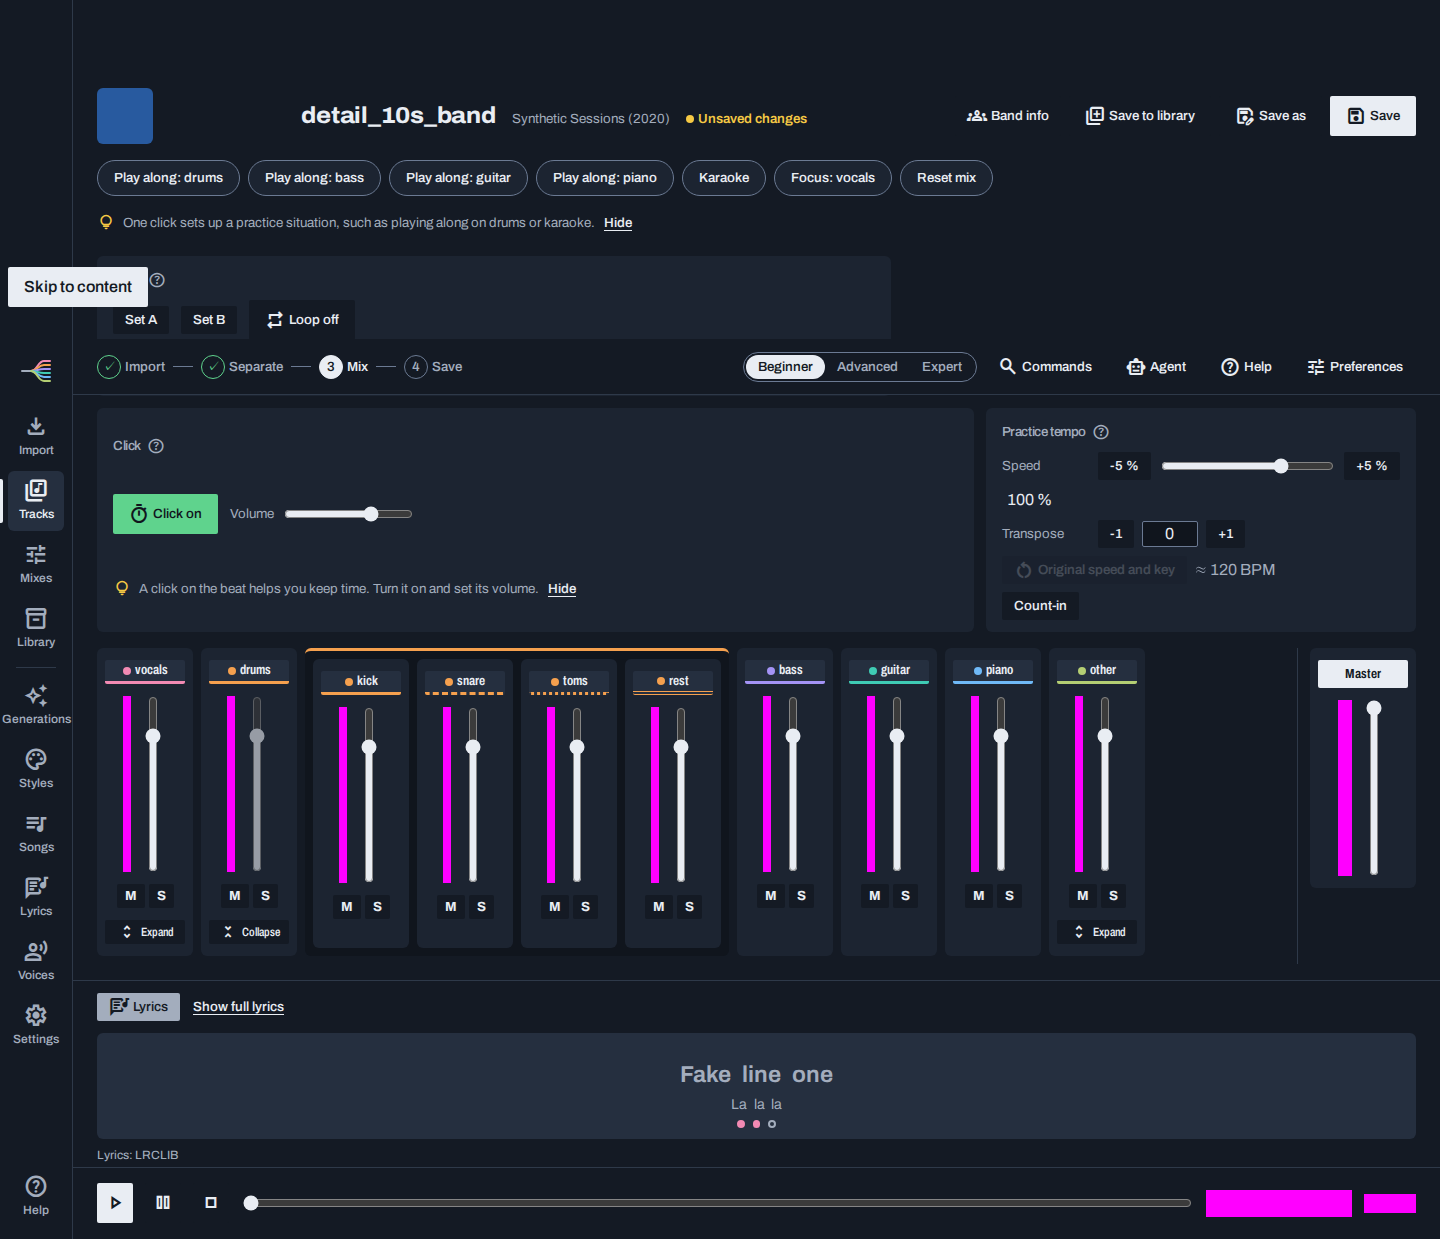 detail_10s_band Synthetic Sessions (2020) Unsaved changes Band info Save to library Save as Save
Play along: drums Play along: bass Play along: guitar Play along: piano Karaoke Focus: vocals Reset mix
One click sets up a practice situation, such as playing along on drums or karaoke. Hide
Skip to content
Set A Set B Loop off
Import Separate 3 Mix 4 Save Beginner Advanced Expert Commands Agent Help Preferences
Import
Tracks
Mixes
Library
Generations
Styles
Songs
Lyrics
Voices
Settings
Help
Click
Click on Volume
A click on the beat helps you keep time. Turn it on and set its volume. Hide
Practice tempo
Speed -5 % +5 %
100 %
Transpose -1 0 +1
Original speed and key ≈ 120 BPM
Count-in
vocals drums kick snare toms rest bass guitar piano other Master
M S M S M S M S M S M S M S M S M S M S
Expand Collapse Expand
Lyrics Show full lyrics
Fake line one
La la la
Lyrics: LRCLIB